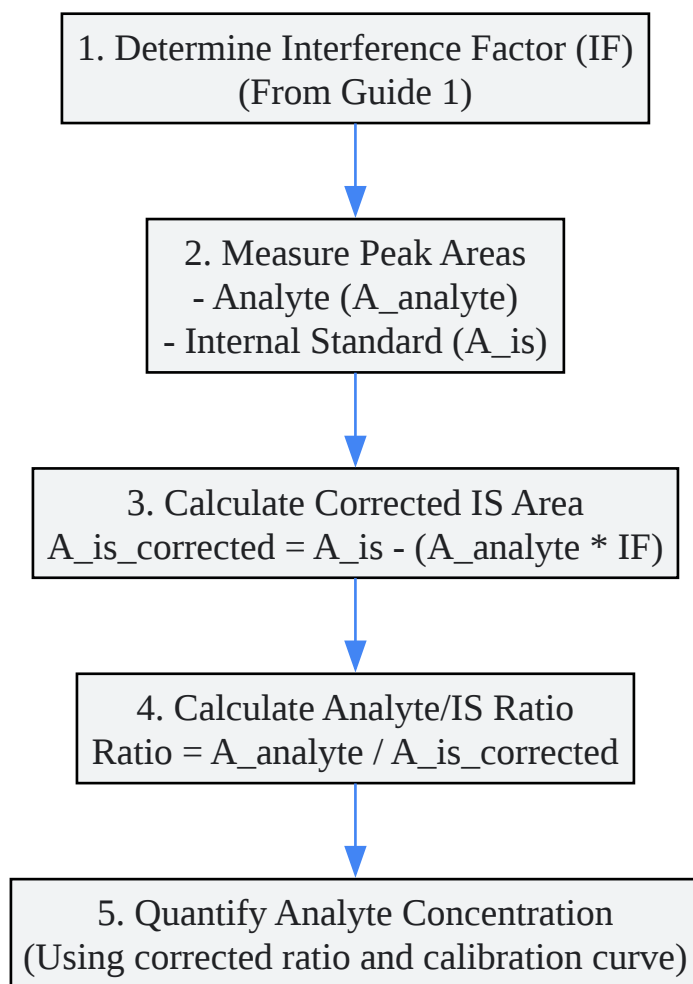 1. Determine Interference Factor (IF)
(From Guide 1)
2. Measure Peak Areas
- Analyte (A_analyte)
- Internal Standard (A_is)
3. Calculate Corrected IS Area
A_is_corrected = A_is - (A_analyte * IF)
4. Calculate Analyte/IS Ratio
Ratio = A_analyte / A_is_corrected
5. Quantify Analyte Concentration
(Using corrected ratio and calibration curve)